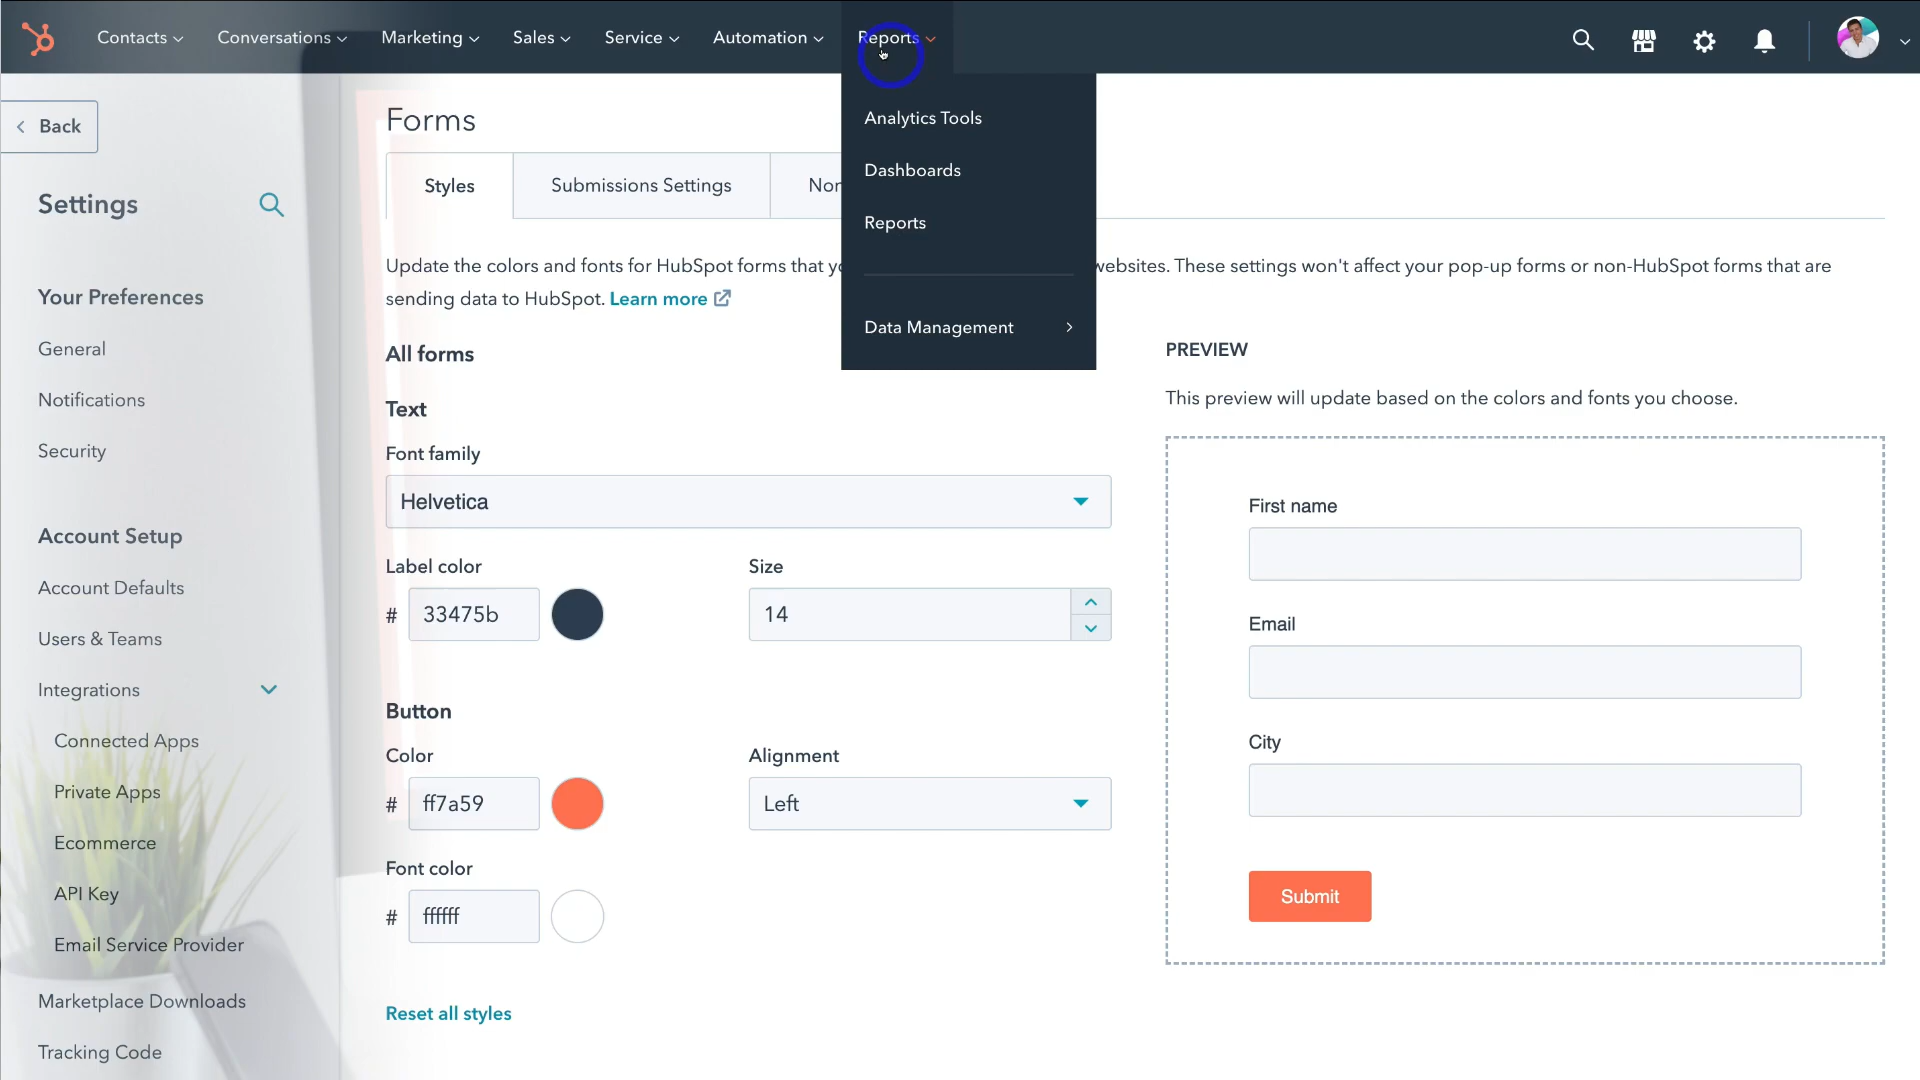 Contacts
Conversations
Marketing
Sales
Service
Automation
Reports
Back
Settings
Your Preferences
General
Notifications
Security
Account Setup
Account Defaults
Users & Teams
Integrations
Connected Apps
Private Apps
Ecommerce
API Key
Email Service Provider
Marketplace Downloads
Tracking Code
Forms
Styles
Submissions Settings
Analytics Tools
Dashboards
Reports
Data Management
Update the colors and fonts for HubSpot forms that websites. These settings won't affect your pop-up forms or non-HubSpot forms that are
sending data to HubSpot. Learn more
All forms
Text
Font family
Helvetica
Label color
Size
# 33475b
14
Button
Color
Alignment
# ff7a59
Left
Font color
# ffffff
Reset all styles
PREVIEW
This preview will update based on the colors and fonts you choose.
First name
Email
City
Submit